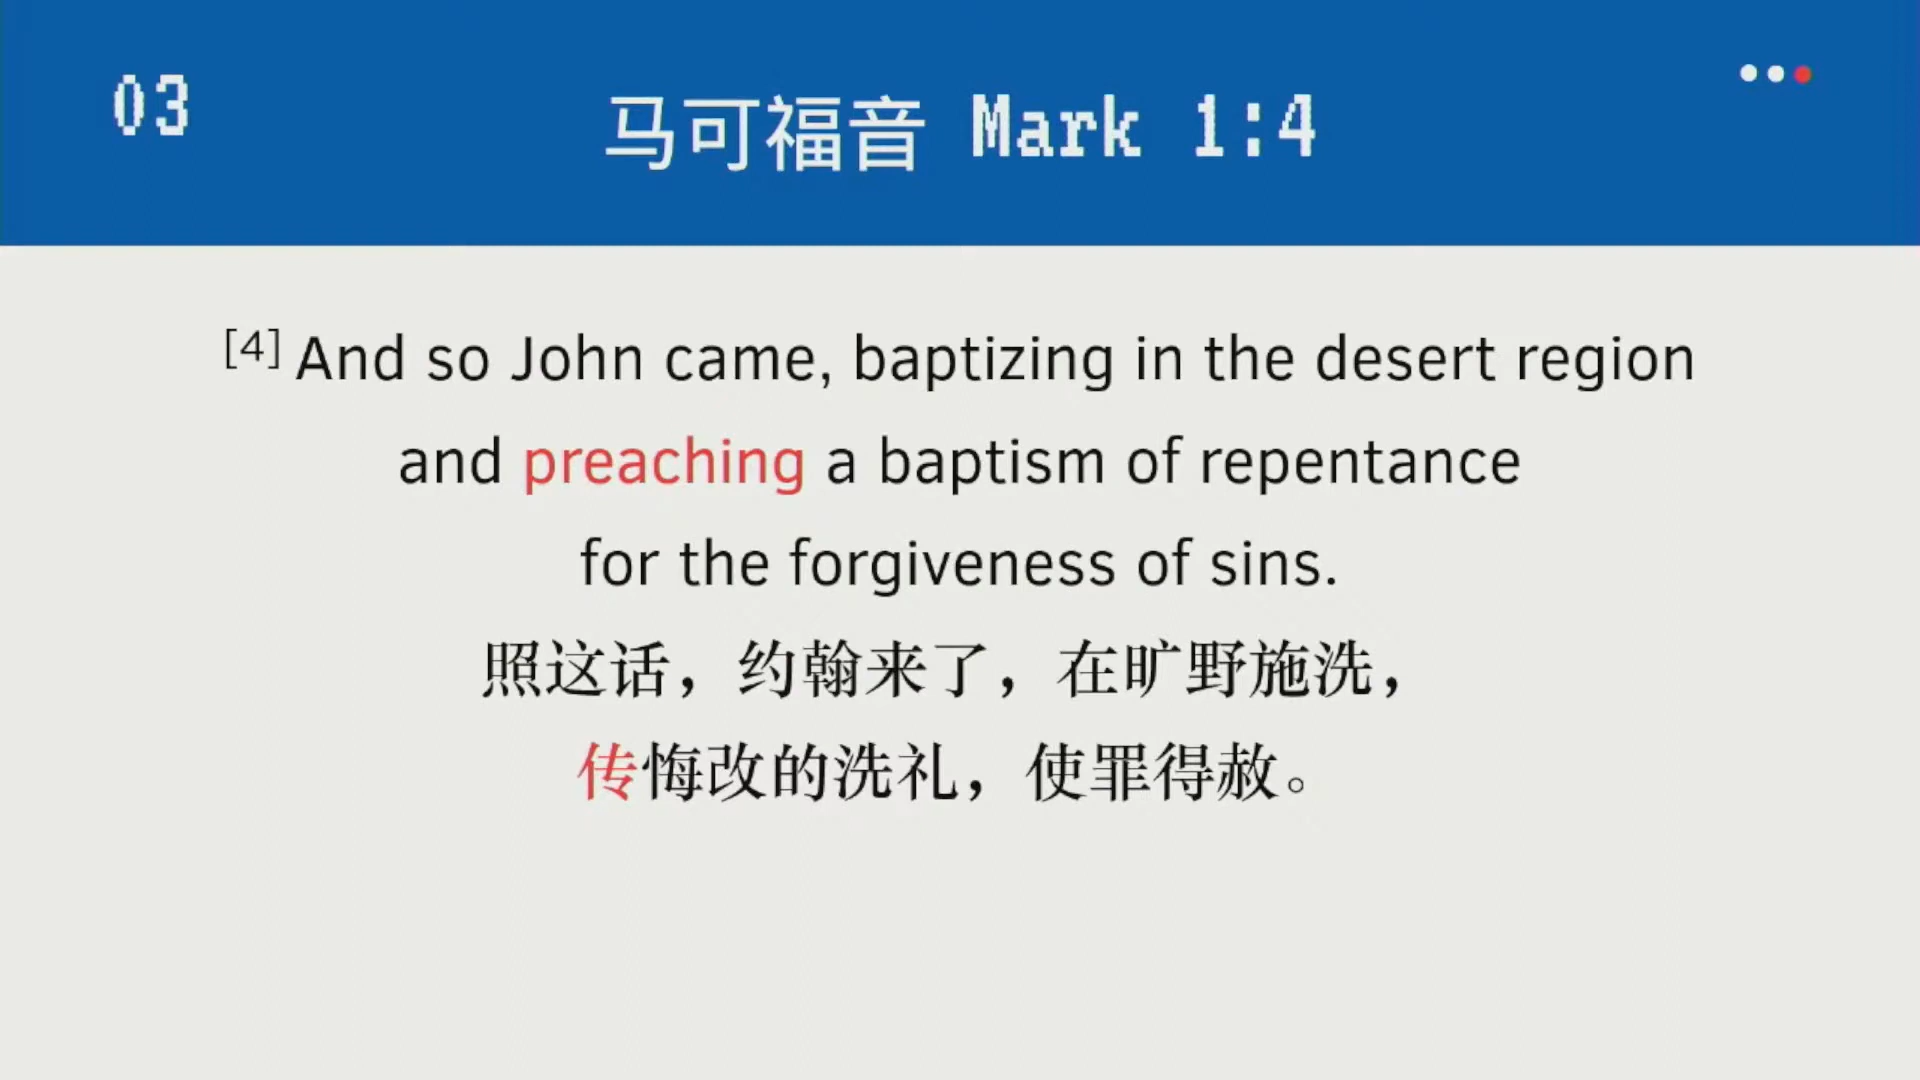 03
马可福音 Mark 1:4
[4] And so John came, baptizing in the desert region
and preaching a baptism of repentance
for the forgiveness of sins.
照这话，约翰来了，在旷野施洗，
传悔改的洗礼，使罪得赦。